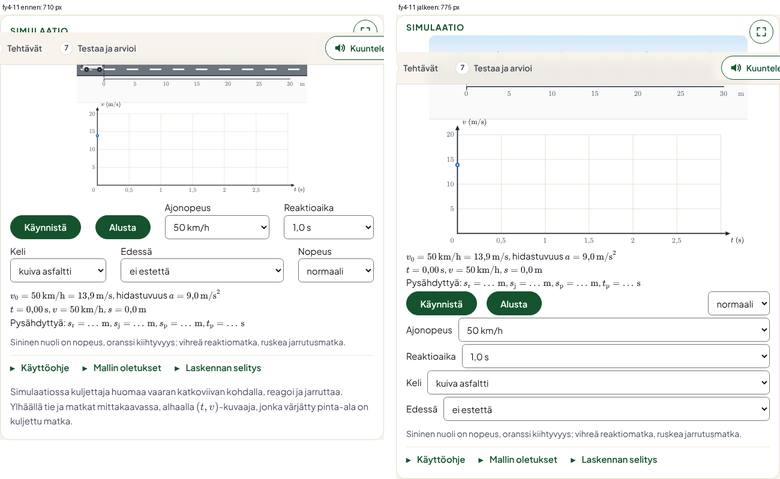 fy4-11 ennen: 710 px
SIMULAATIO
Tehtävät 7 Testaa ja arvioi Kuuntele
0 5 10 15 20 25 30 m
v (m/s)
20
15
10
5
0 0,5 1 1,5 2 2,5 t (s)
Ajonopeus Reaktioaika
Käynnistä Alusta 50 km/h 1,0 s
Keli Edessä Nopeus
kuiva asfaltti ei estettä normaali
v₀ = 50 km/h = 13,9 m/s, hidastuvuus a = 9,0 m/s²
t = 0,00 s, v = 50 km/h, s = 0,0 m
Pysähdyttyä: sᵣ = … m, sⱼ = … m, sₚ = … m, tₚ = … s
Sininen nuoli on nopeus, oranssi kiihtyvyys; vihreä reaktiomatka, ruskea jarrutusmatka.
▸ Käyttöohje ▸ Mallin oletukset ▸ Laskennan selitys
Simulaatiossa kuljettaja huomaa vaaran katkoviivan kohdalla, reagoi ja jarruttaa.
Ylhäällä tie ja matkat mittakaavassa, alhaalla (t, v)-kuvaaja, jonka värjätty pinta-ala on
kuljettu matka.
fy4-11 jalkeen: 775 px
SIMULAATIO
Tehtävät 7 Testaa ja arvioi Kuuntele
0 5 10 15 20 25 30 m
v (m/s)
20
15
10
5
0 0,5 1 1,5 2 2,5 t (s)
v₀ = 50 km/h = 13,9 m/s, hidastuvuus a = 9,0 m/s²
t = 0,00 s, v = 50 km/h, s = 0,0 m
Pysähdyttyä: sᵣ = … m, sⱼ = … m, sₚ = … m, tₚ = … s
Käynnistä Alusta normaali
Ajonopeus 50 km/h
Reaktioaika 1,0 s
Keli kuiva asfaltti
Edessä ei estettä
Sininen nuoli on nopeus, oranssi kiihtyvyys; vihreä reaktiomatka, ruskea jarrutusmatka.
▸ Käyttöohje ▸ Mallin oletukset ▸ Laskennan selitys